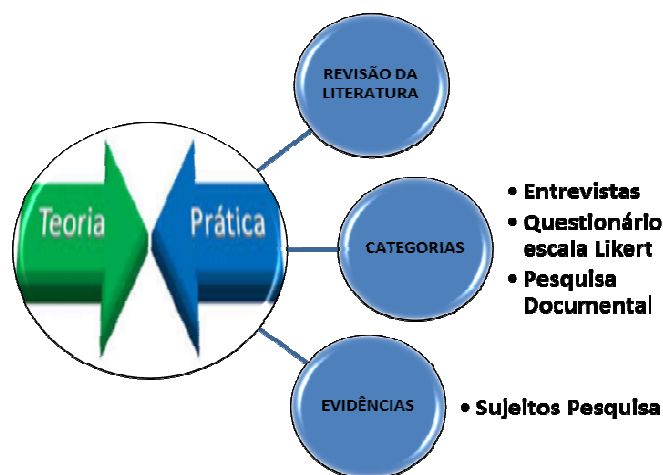 REVISÃO DA
LITERATURA
Teoria
Prática
CATEGORIAS
• Entrevistas
• Questionário
escala Likert
• Pesquisa
Documental
EVIDÊNCIAS
• Sujeitos Pesquisa